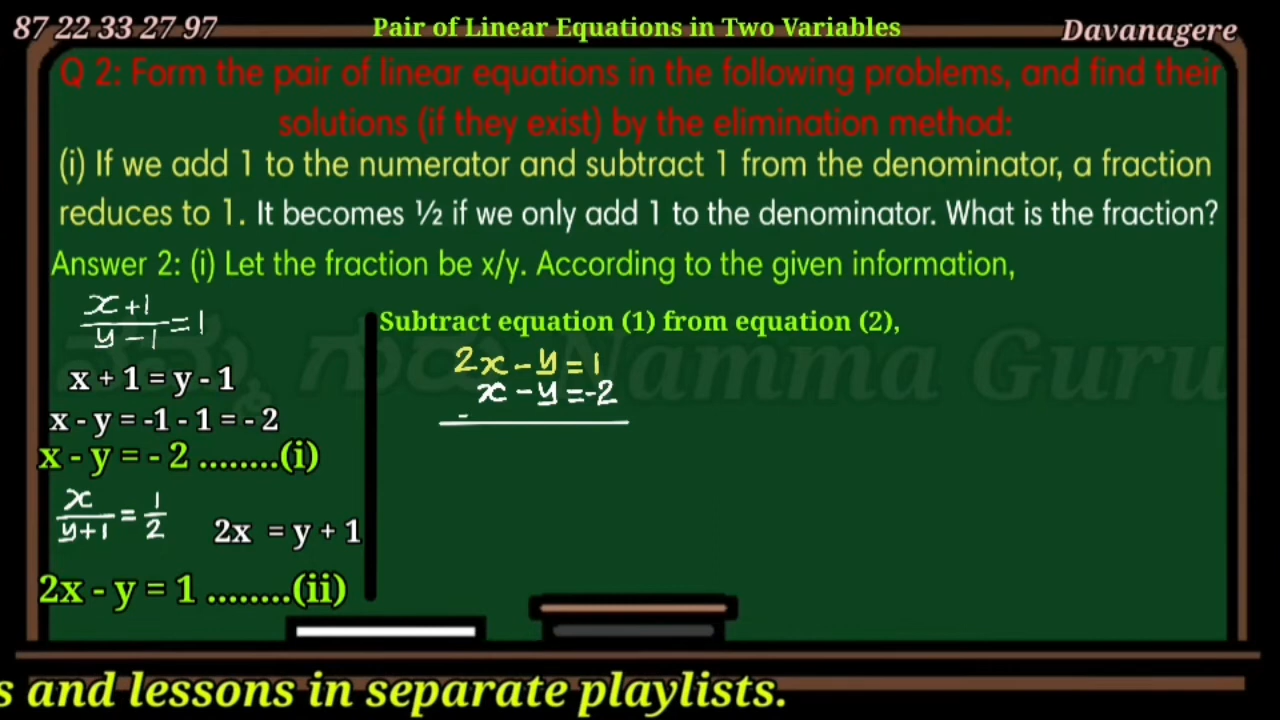 87 22 33 27 97
Pair of Linear Equations in Two Variables
Davanagere
Q 2: Form the pair of linear equations in the following problems, and find their
solutions (if they exist) by the elimination method:
(i) If we add 1 to the numerator and subtract 1 from the denominator, a fraction
reduces to 1. It becomes ½ if we only add 1 to the denominator. What is the fraction?
Answer 2: (i) Let the fraction be x/y. According to the given information,
x+1/y-1=1
x + 1 = y - 1
x - y = -1 - 1 = - 2
x - y = - 2 ........(i)
x/y+1=1/2
2x = y + 1
2x - y = 1 ........(ii)
Subtract equation (1) from equation (2),
2x-y=1
x-y=-2
-
ನಮ್ಮ ಗುರು Namma Guru
s and lessons in separate playlists.